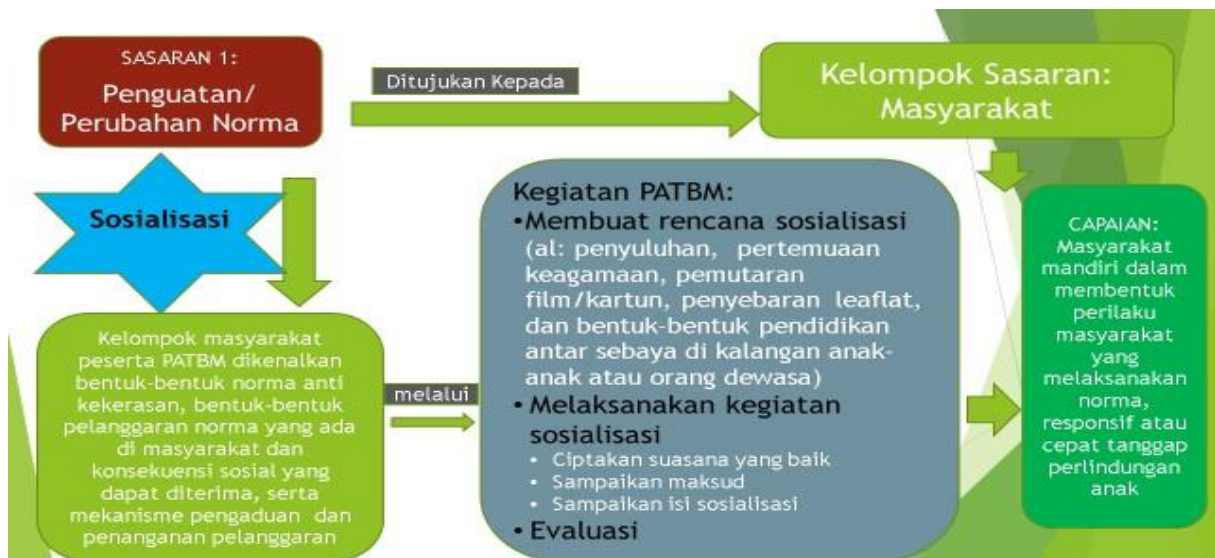 SASARAN 1:
Penguatan/
Perubahan Norma
Ditujukan Kepada
Kelompok Sasaran:
Masyarakat
Sosialisasi
Kelompok masyarakat
peserta PATBM dikenalkan
bentuk-bentuk norma anti
kekerasan, bentuk-bentuk
pelanggaran norma yang ada
di masyarakat dan
konsekuensi sosial yang
dapat diterima, serta
mekanisme pengaduan dan
penanganan pelanggaran
melalui
Kegiatan PATBM:
•Membuat rencana sosialisasi
(al: penyuluhan, pertemuaan
keagamaan, pemutaran
film/kartun, penyebaran leaflat,
dan bentuk-bentuk pendidikan
antar sebaya di kalangan anak-
anak atau orang dewasa)
• Melaksanakan kegiatan
sosialisasi
• Ciptakan suasana yang baik
• Sampaikan maksud
• Sampaikan isi sosialisasi
• Evaluasi
CAPAIAN:
Masyarakat
mandiri dalam
membentuk
perilaku
masyarakat
yang
melaksanakan
norma,
responsif atau
cepat tanggap
perlindungan
anak